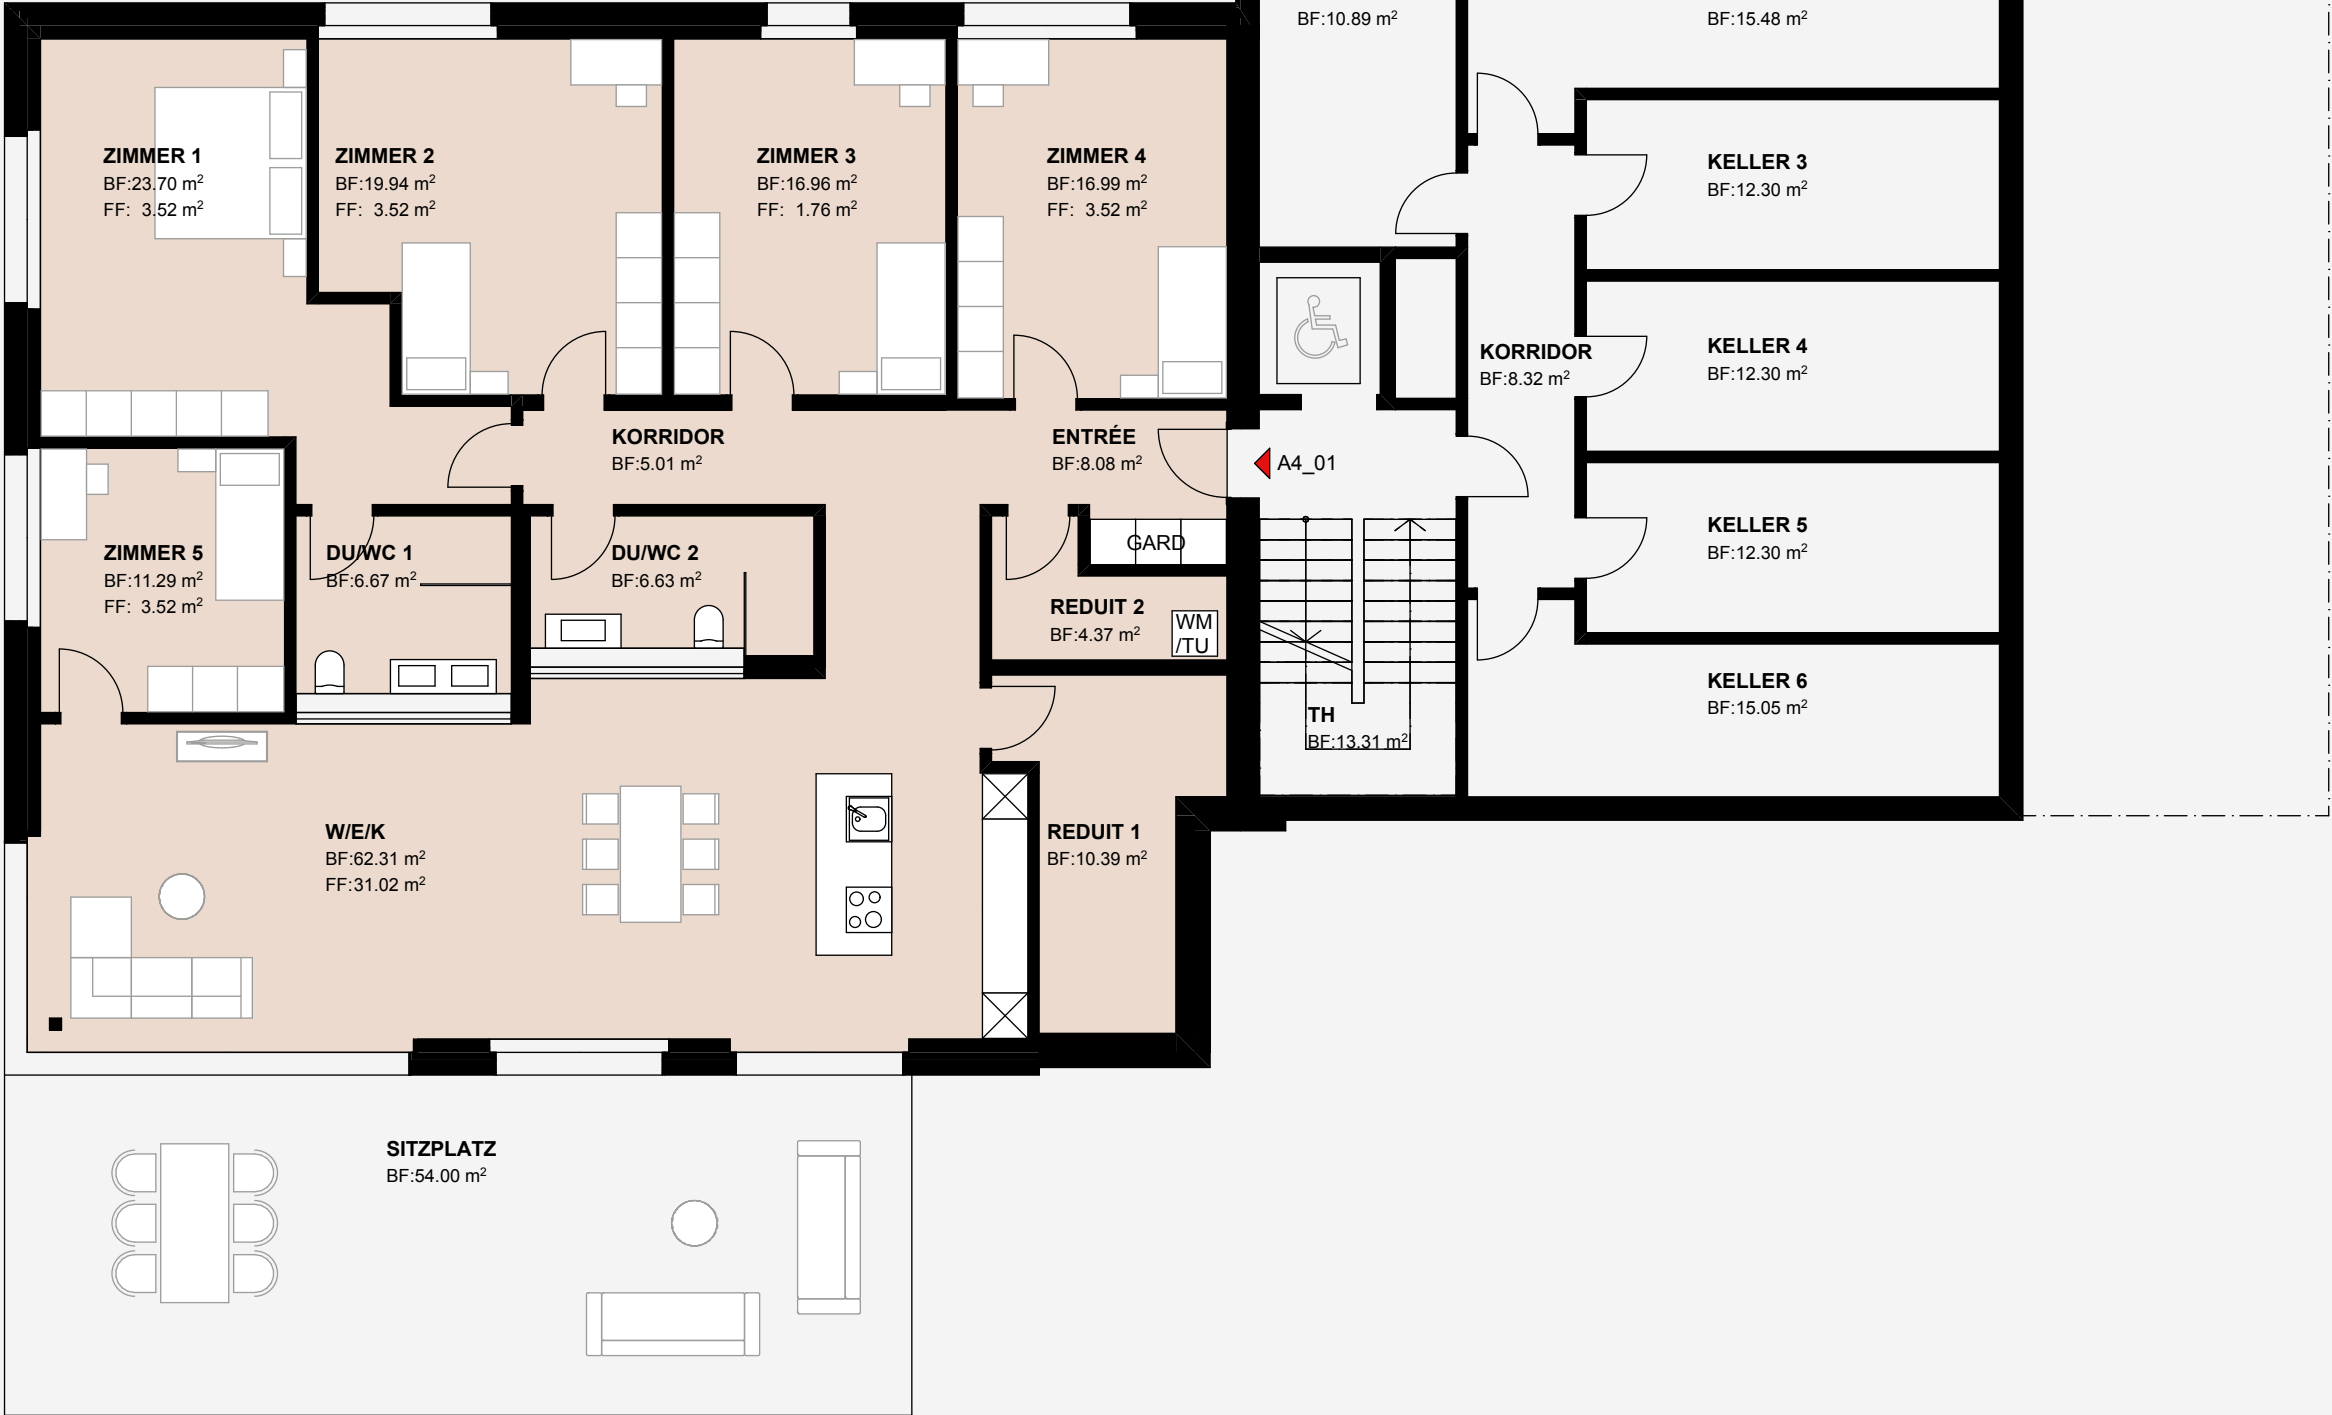 BF:10.89 m²
BF:15.48 m²
ZIMMER 1
BF:23.70 m²
FF: 3.52 m²
ZIMMER 2
BF:19.94 m²
FF: 3.52 m²
ZIMMER 3
BF:16.96 m²
FF: 1.76 m²
ZIMMER 4
BF:16.99 m²
FF: 3.52 m²
KELLER 3
BF:12.30 m²
KORRIDOR
BF:8.32 m²
KELLER 4
BF:12.30 m²
KORRIDOR
BF:5.01 m²
ENTRÉE
BF:8.08 m²
A4_01
ZIMMER 5
BF:11.29 m²
FF: 3.52 m²
DU/WC 1
BF:6.67 m²
DU/WC 2
BF:6.63 m²
GARD
REDUIT 2
BF:4.37 m²
WM
/TU
KELLER 5
BF:12.30 m²
TH
BF:13.31 m²
KELLER 6
BF:15.05 m²
W/E/K
BF:62.31 m²
FF:31.02 m²
REDUIT 1
BF:10.39 m²
SITZPLATZ
BF:54.00 m²